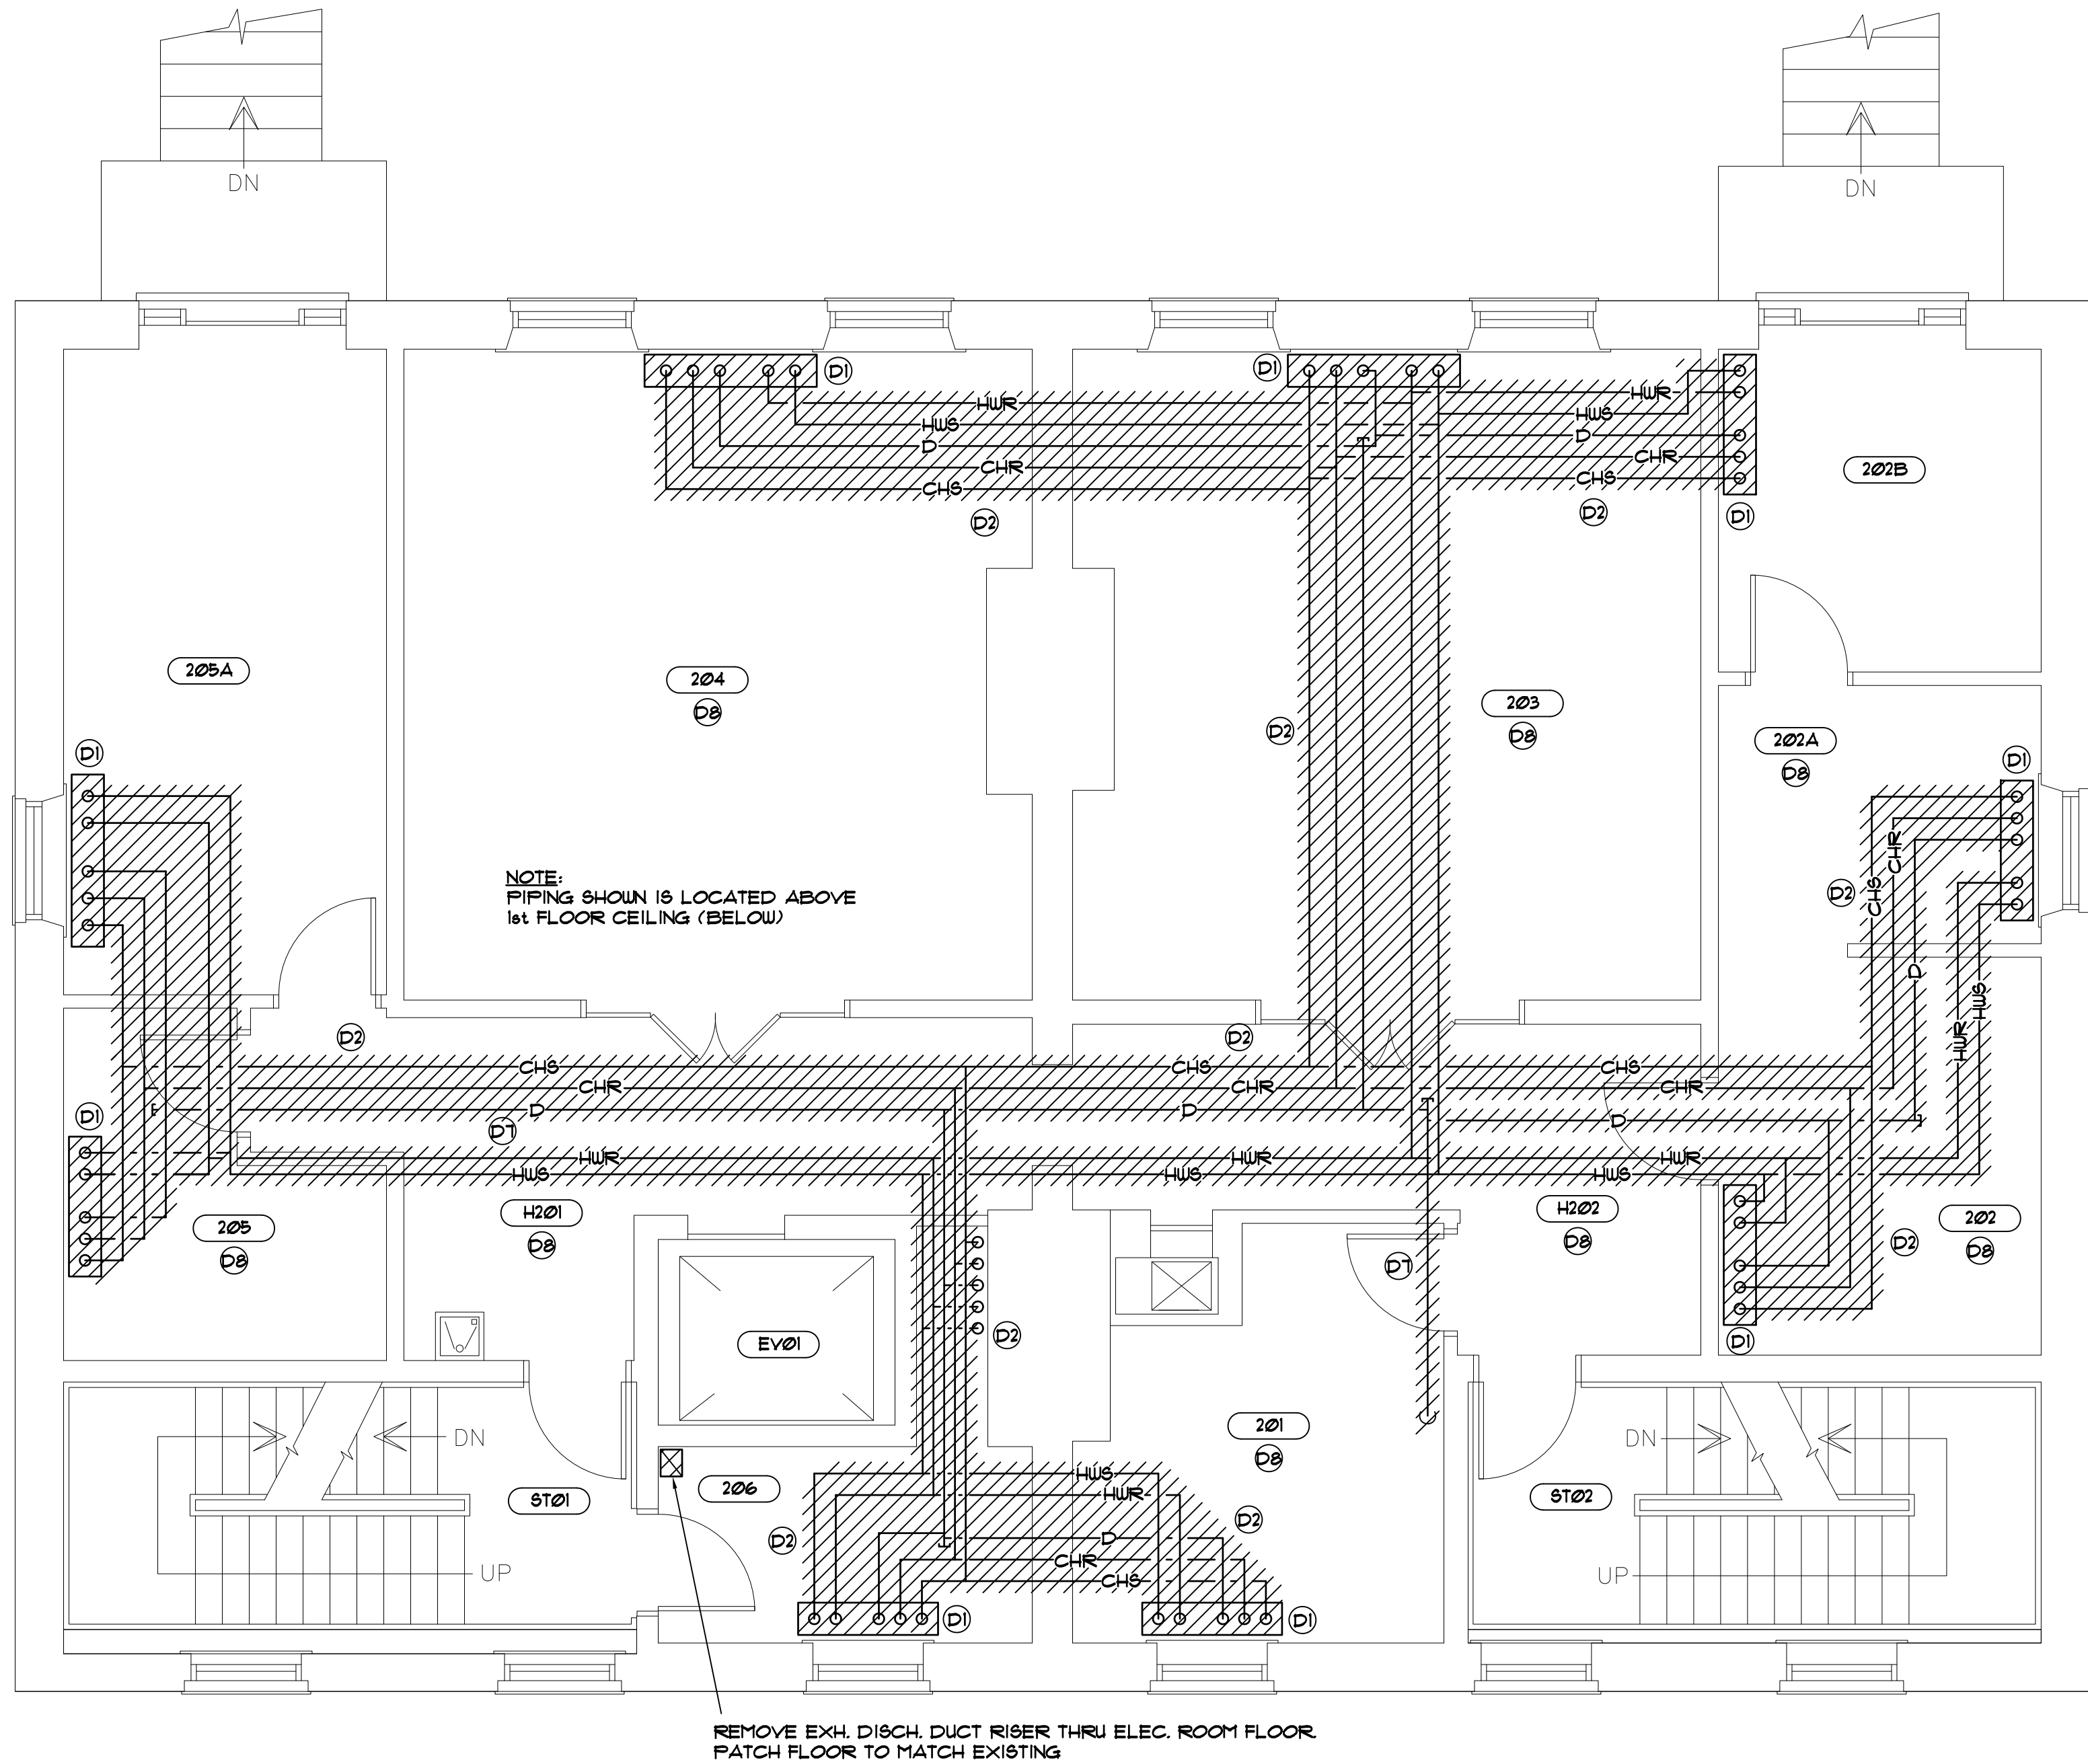 DN
DN
D1
D1
HWR
HWS
D
CHR
CHS
HWR
HWS
D
CHR
CHS
D2
D2
D1
202B
205A
204
D8
203
D8
D2
202A
D8
D1
D1
CHR
CHS
D2
NOTE:
PIPING SHOWN IS LOCATED ABOVE
1st FLOOR CEILING (BELOW)
D
HWS
HWR
D2
D2
CHS
CHR
D
CHS
CHR
D
CHS
CHR
D
D1
D7
HWR
HWS
HWR
HWS
HWR
HWS
205
D8
H201
D8
H202
D8
202
D8
D2
D7
D2
EV01
D1
201
D8
DN
UP
ST01
206
HWS
HWR
D
CHR
CHS
D2
D2
ST02
DN
UP
D1
D1
REMOVE EXH. DISCH. DUCT RISER THRU ELEC. ROOM FLOOR.
PATCH FLOOR TO MATCH EXISTING